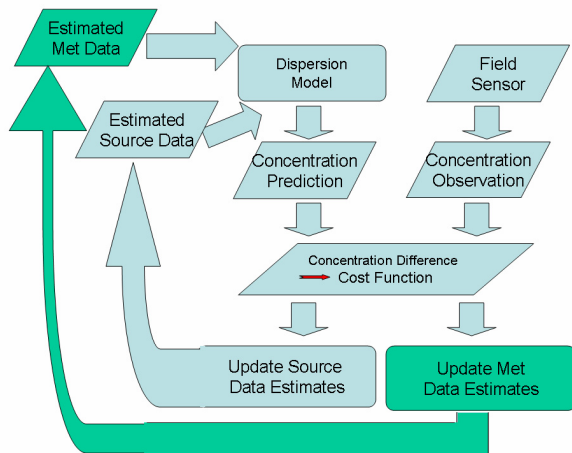 Estimated
Met Data
Dispersion
Model
Field
Sensor
Estimated
Source Data
Concentration
Prediction
Concentration
Observation
Concentration Difference
Cost Function
Update Source
Data Estimates
Update Met
Data Estimates